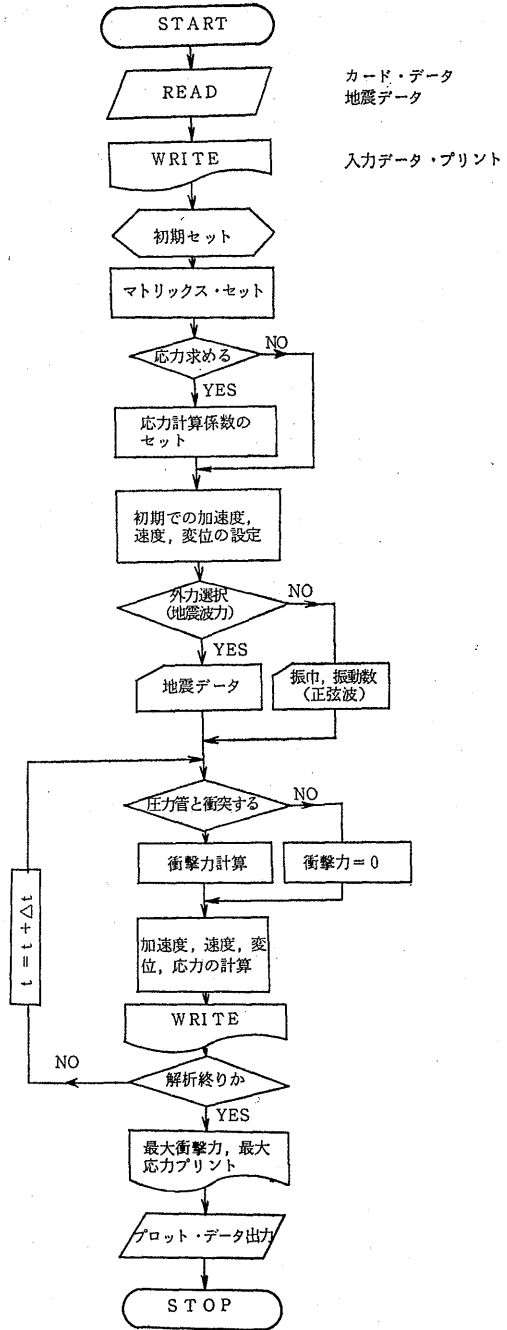 START
READ
カード・データ
地震データ
WRITE
入力データ・プリント
初期セット
マトリックス・セット
応力求める
NO
YES
応力計算係数の
セット
初期での加速度,
速度, 変位の設定
外力選択
(地震波力)
NO
YES
地震データ
振巾, 振動数
(正弦波)
圧力管と衝突する
NO
衝撃力計算
衝撃力=0
t = t + △t
加速度, 速度, 変
位, 応力の計算
WRITE
解析終りか
NO
YES
最大衝撃力, 最大
応力プリント
プロット・データ出力
STOP